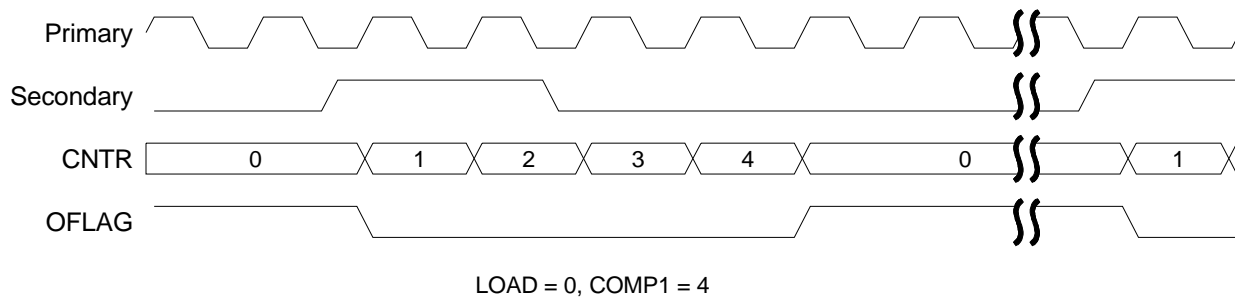 Primary
Secondary
CNTR 0 1 2 3 4 0 1
OFLAG
LOAD = 0, COMP1 = 4